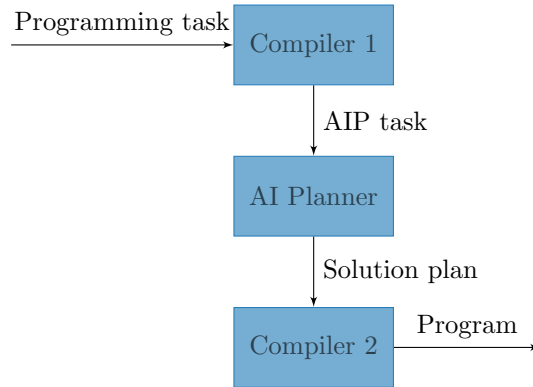 Programming task
Compiler 1
AIP task
AI Planner
Solution plan
Compiler 2
Program